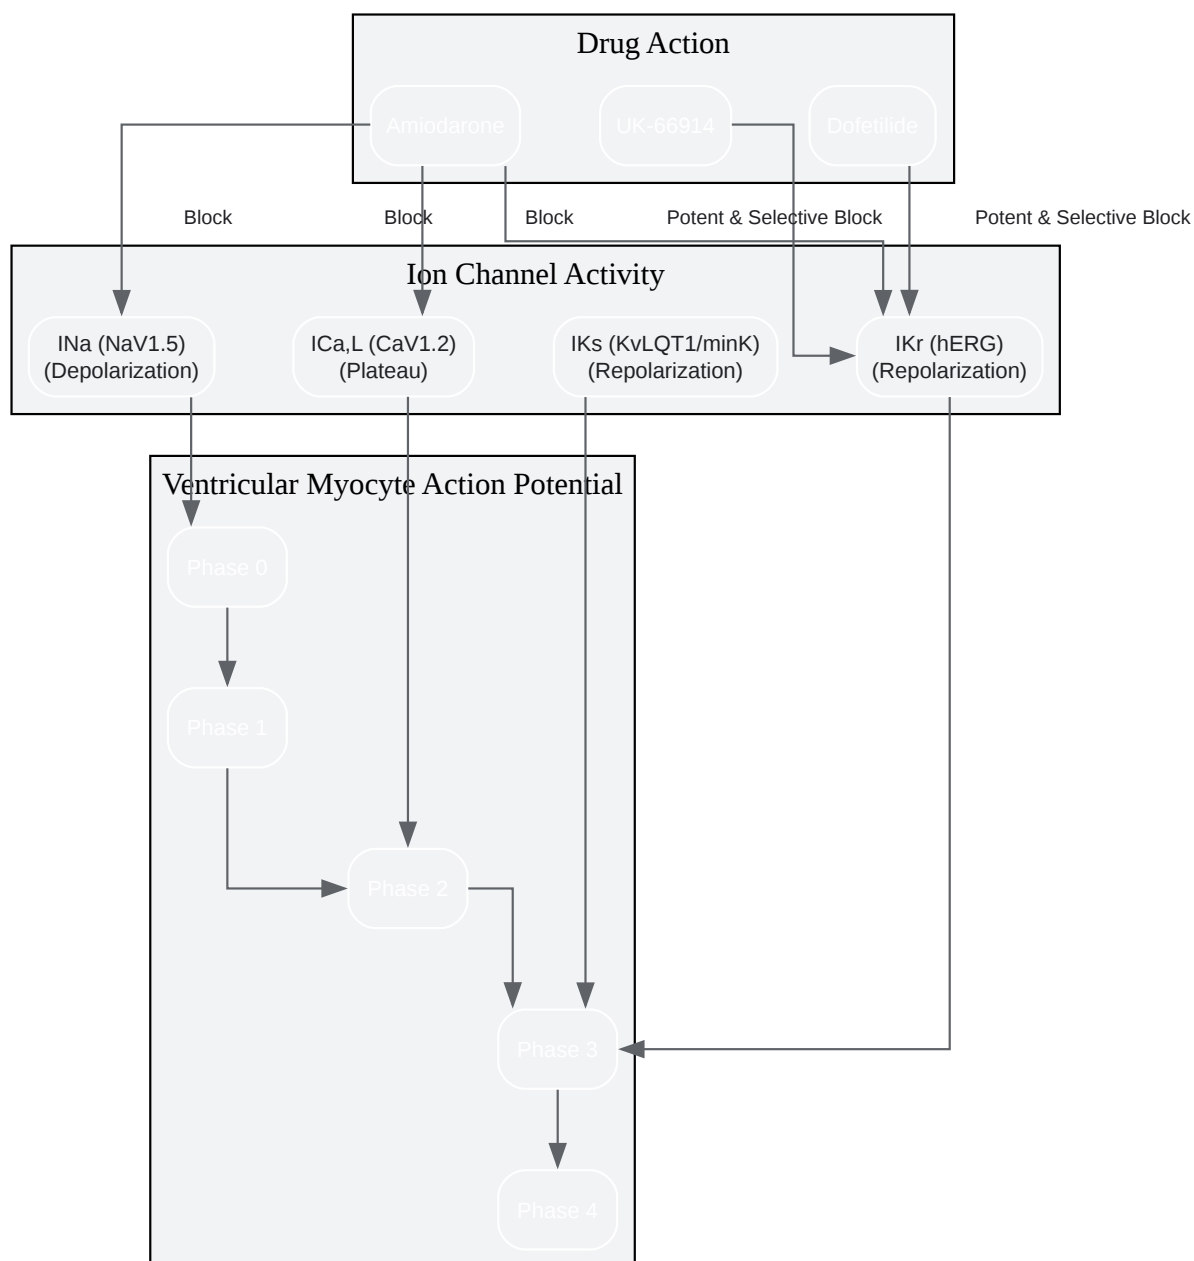 Drug Action
Amiodarone
UK-66914
Dofetilide
Block
Block
Block
Potent & Selective Block
Potent & Selective Block
Ion Channel Activity
INa (NaV1.5)
(Depolarization)
ICa,L (CaV1.2)
(Plateau)
IKs (KvLQT1/minK)
(Repolarization)
IKr (hERG)
(Repolarization)
Ventricular Myocyte Action Potential
Phase 0
Phase 1
Phase 2
Phase 3
Phase 4